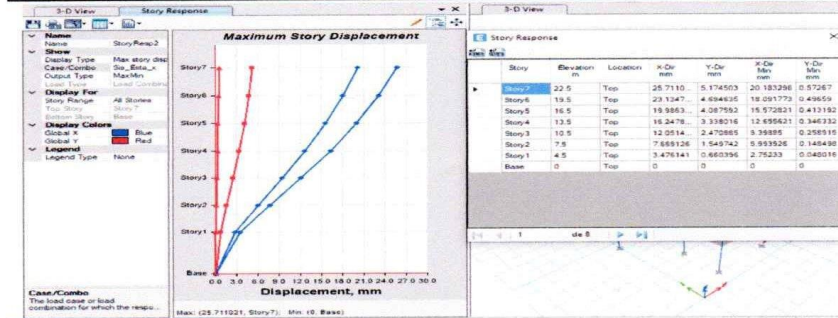 3-D View Story Response
Name
Name StoryResp2
Show
Display Type Max story disp
Case/Combo Sis_Esta_x
Output Type MaxMin
Load Type Load Combina
Display For
Story Range All Stories
Top Story Story7
Bottom Story Base
Display Colors
Global X Blue
Global Y Red
Legend
Legend Type None
Case/Combo
The load case or load
combination for which the respo...
Maximum Story Displacement
Story7
Story6
Story5
Story4
Story3
Story2
Story1
Base
0.0 3.0 6.0 9.0 12.0 15.0 18.0 21.0 24.0 27.0 30.0
Displacement, mm
Max: (25.711021, Story7); Min: (0, Base)
3-D View
Story Response
Story Elevation m Location X-Dir mm Y-Dir mm X-Dir Min mm Y-Dir Min mm
Story7 22.5 Top 25.7110... 5.174503 20.183296 0.57267
Story6 19.5 Top 23.1347... 4.694635 18.091773 0.49659
Story5 16.5 Top 19.9863... 4.087592 15.572821 0.413192
Story4 13.5 Top 16.2478... 3.338016 12.695621 0.346332
Story3 10.5 Top 12.0514... 2.470885 9.39885 0.258915
Story2 7.5 Top 7.669126 1.549742 5.993526 0.148498
Story1 4.5 Top 3.476141 0.660396 2.75233 0.048016
Base 0 Top 0 0 0 0
1 de 8